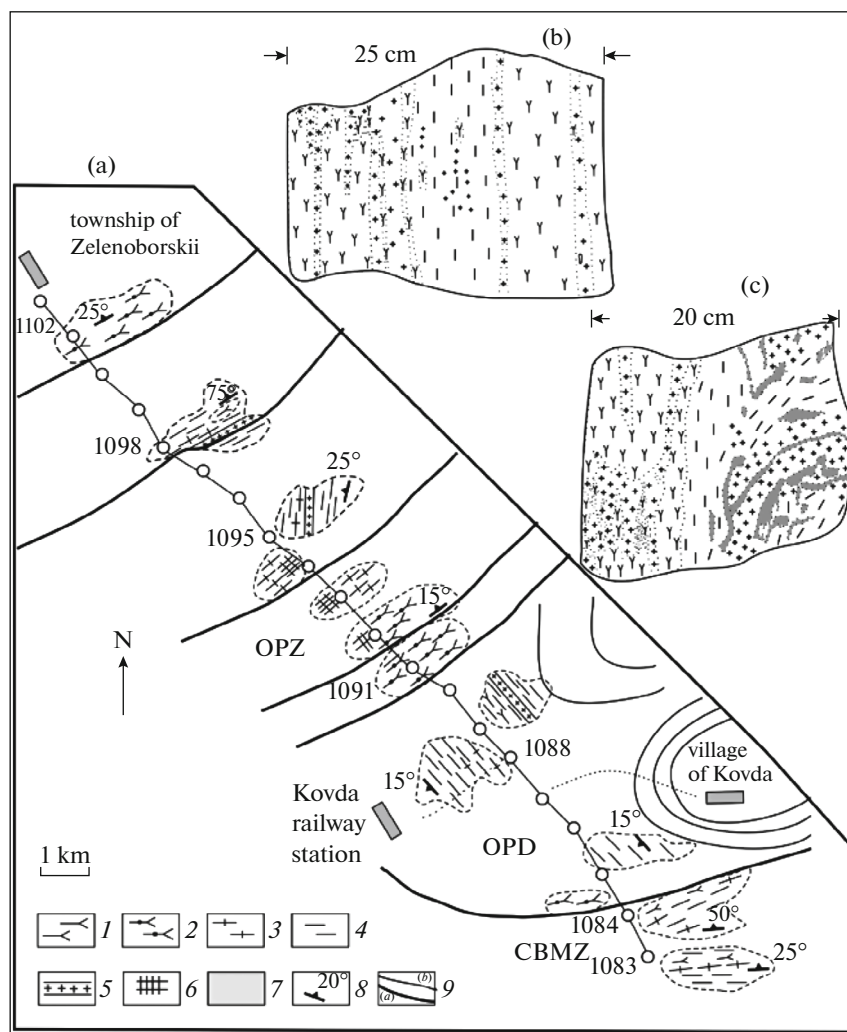 (b)
25 cm
(a)
township of
Zelenoborskii
25°
1102
(c)
20 cm
75°
1098
25°
1095
N
OPZ
15°
1091
1088
village
of Kovda
15°
Kovda
railway
station
15°
OPD
1 km
1084
50°
CBMZ
1083
25°
1
2
3
4
5
6
7
20°
8
(a)
(b)
9